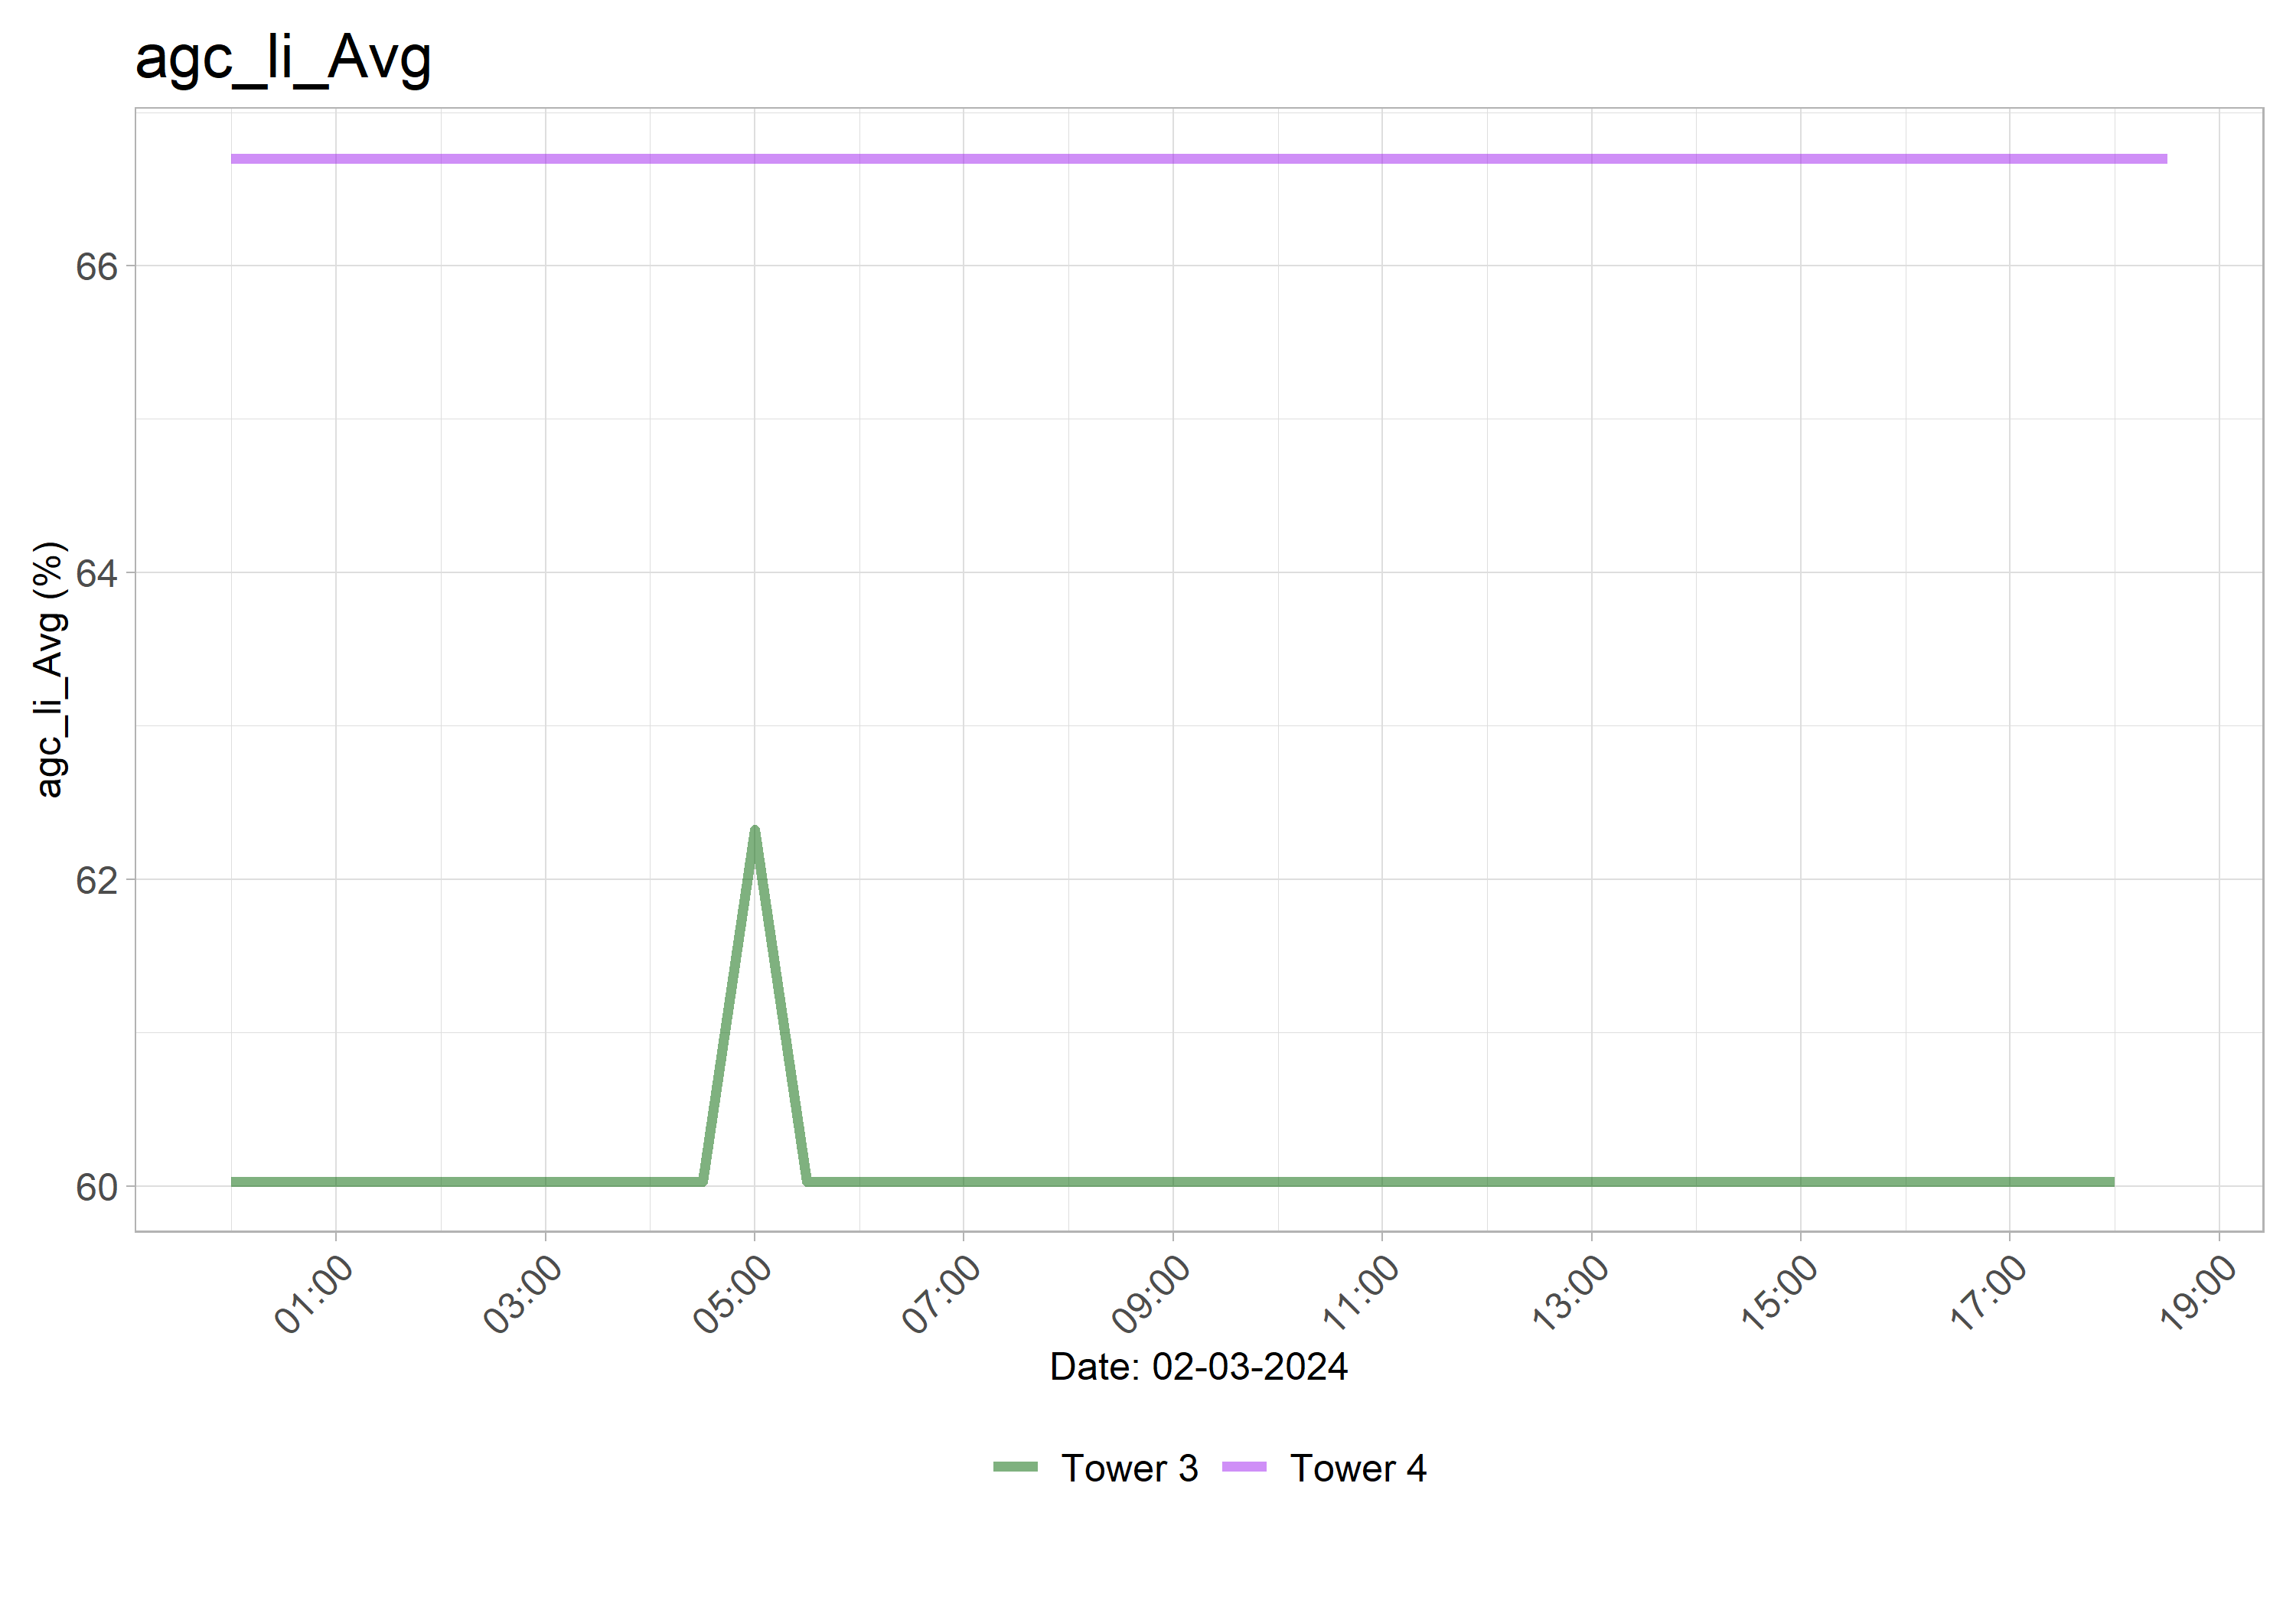 agc_li_Avg
agc_li_Avg (%)
66
64
62
60
01:00 03:00 05:00 07:00 09:00 11:00 13:00 15:00 17:00 19:00
Date: 02-03-2024
Tower 3 Tower 4